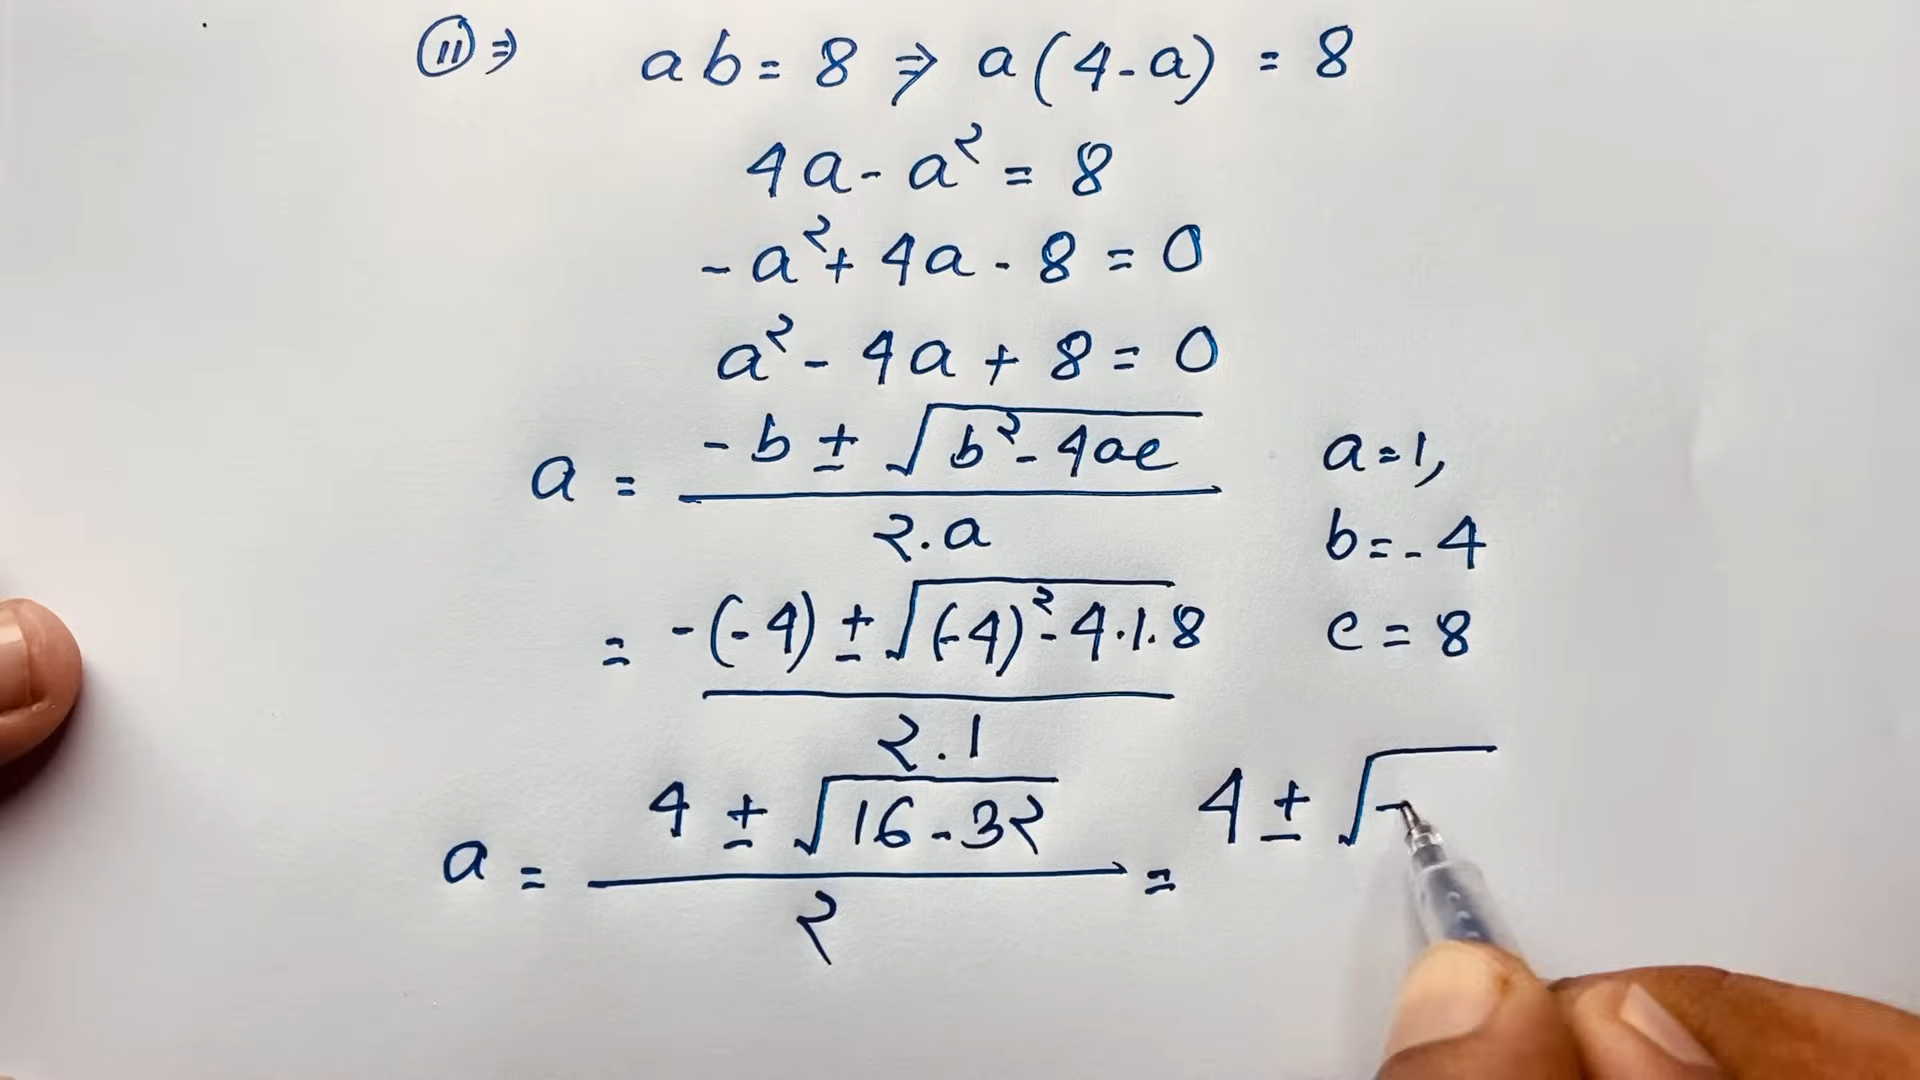 (ii) ⇒ ab = 8 ⇒ a(4-a) = 8
4a - a² = 8
-a² + 4a - 8 = 0
a² - 4a + 8 = 0
a = (-b ± √(b² - 4ac)) / 2.a
a = 1,
b = -4
c = 8
= (-(-4) ± √((-4)² - 4.1.8)) / 2.1
a = (4 ± √(16 - 32)) / 2 = 4 ± √-